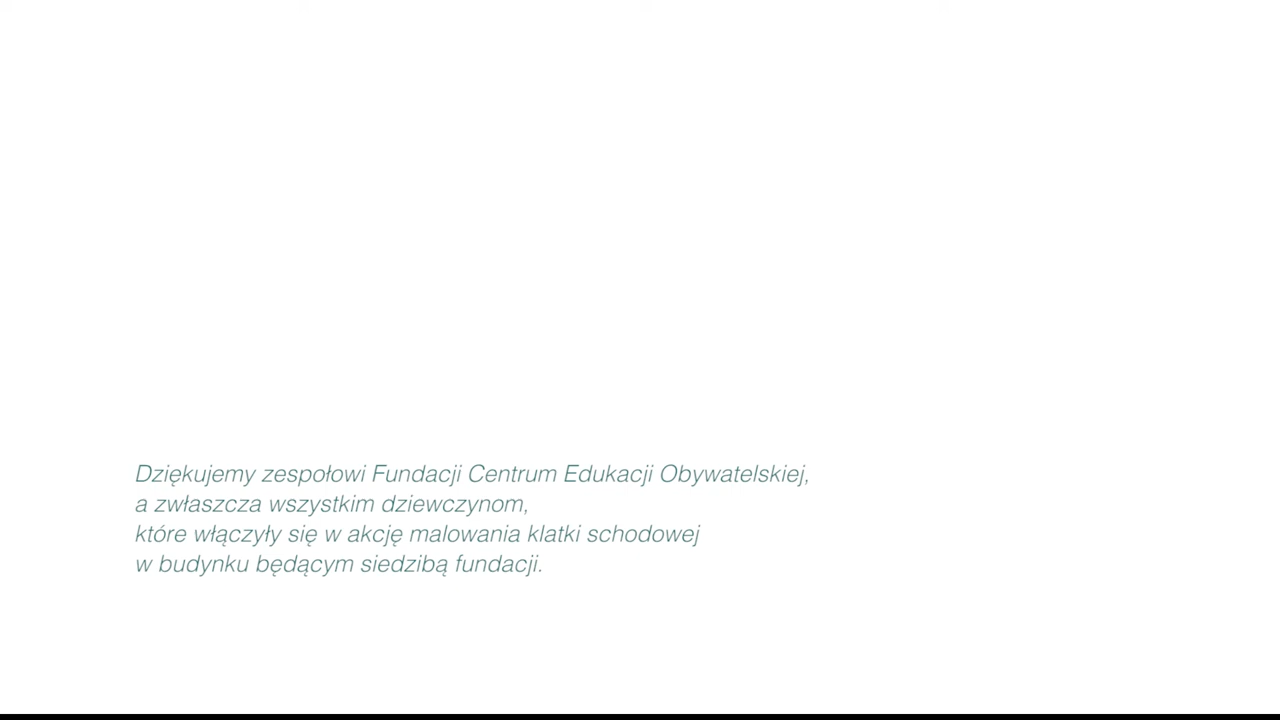 Dziękujemy zespołowi Fundacji Centrum Edukacji Obywatelskiej,
a zwłaszcza wszystkim dziewczynom,
które włączyły się w akcję malowania klatki schodowej
w budynku będącym siedzibą fundacji.